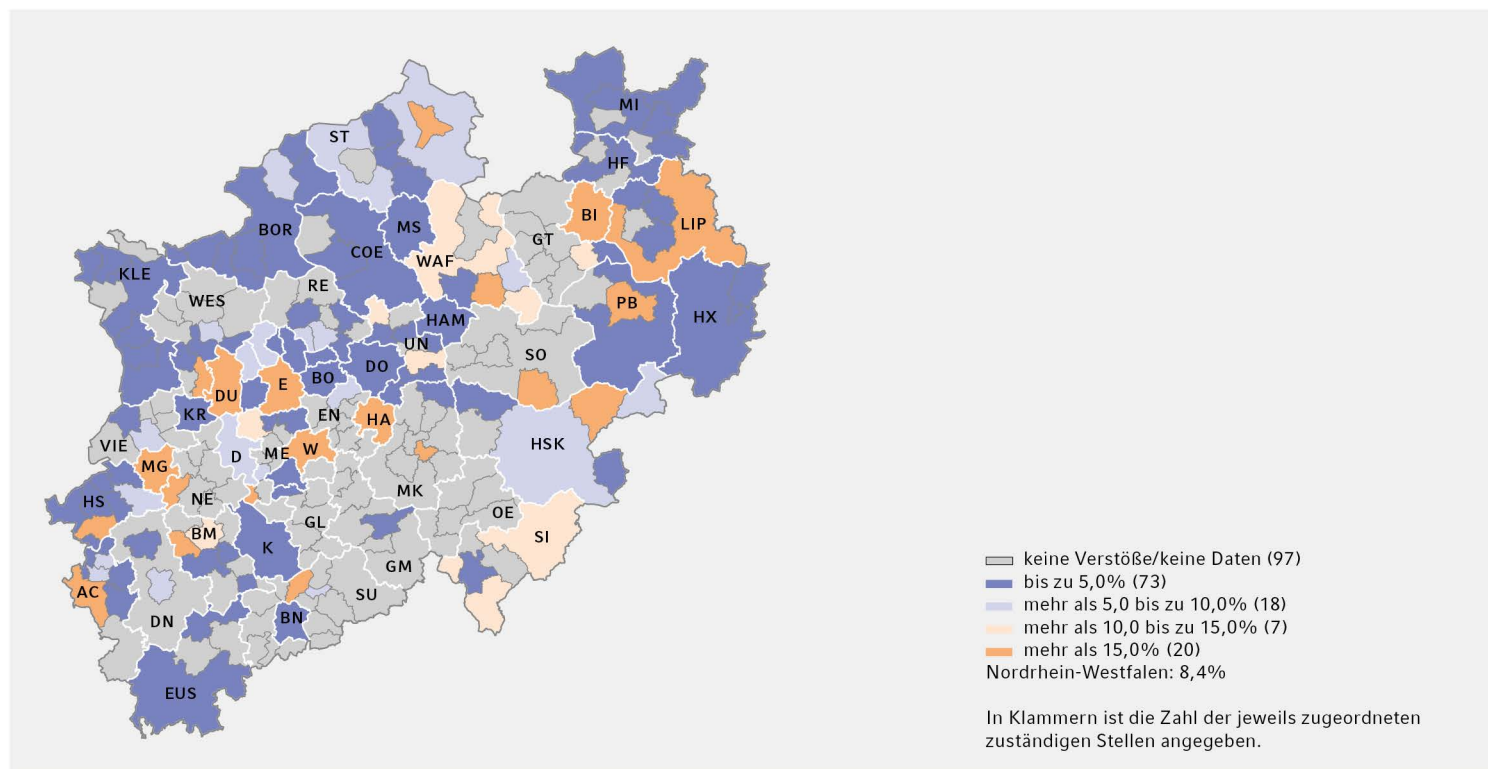 MI
ST
HF
BI
LIP
MS
BOR
GT
COE
WAF
KLE
RE
WES
PB
HX
HAM
UN
SO
DO
BO
E
DU
KR
EN
HA
HSK
VIE
W
ME
D
MG
MK
NE
HS
OE
GL
BM
SI
K
GM
AC
SU
BN
DN
EUS
keine Verstöße/keine Daten (97)
bis zu 5,0% (73)
mehr als 5,0 bis zu 10,0% (18)
mehr als 10,0 bis zu 15,0% (7)
mehr als 15,0% (20)
Nordrhein-Westfalen: 8,4%
In Klammern ist die Zahl der jeweils zugeordneten
zuständigen Stellen angegeben.